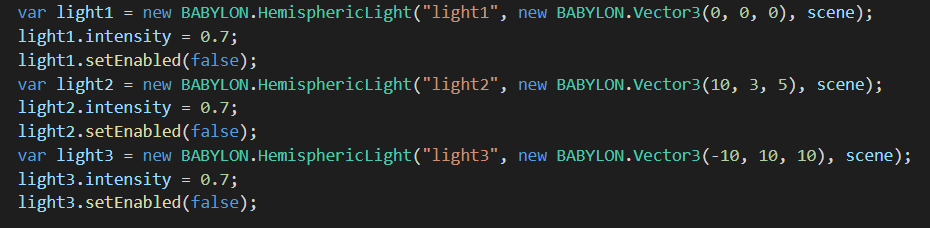 var light1 = new BABYLON.HemisphericLight("light1", new BABYLON.Vector3(0, 0, 0), scene);
light1.intensity = 0.7;
light1.setEnabled(false);
var light2 = new BABYLON.HemisphericLight("light2", new BABYLON.Vector3(10, 3, 5), scene);
light2.intensity = 0.7;
light2.setEnabled(false);
var light3 = new BABYLON.HemisphericLight("light3", new BABYLON.Vector3(-10, 10, 10), scene);
light3.intensity = 0.7;
light3.setEnabled(false);